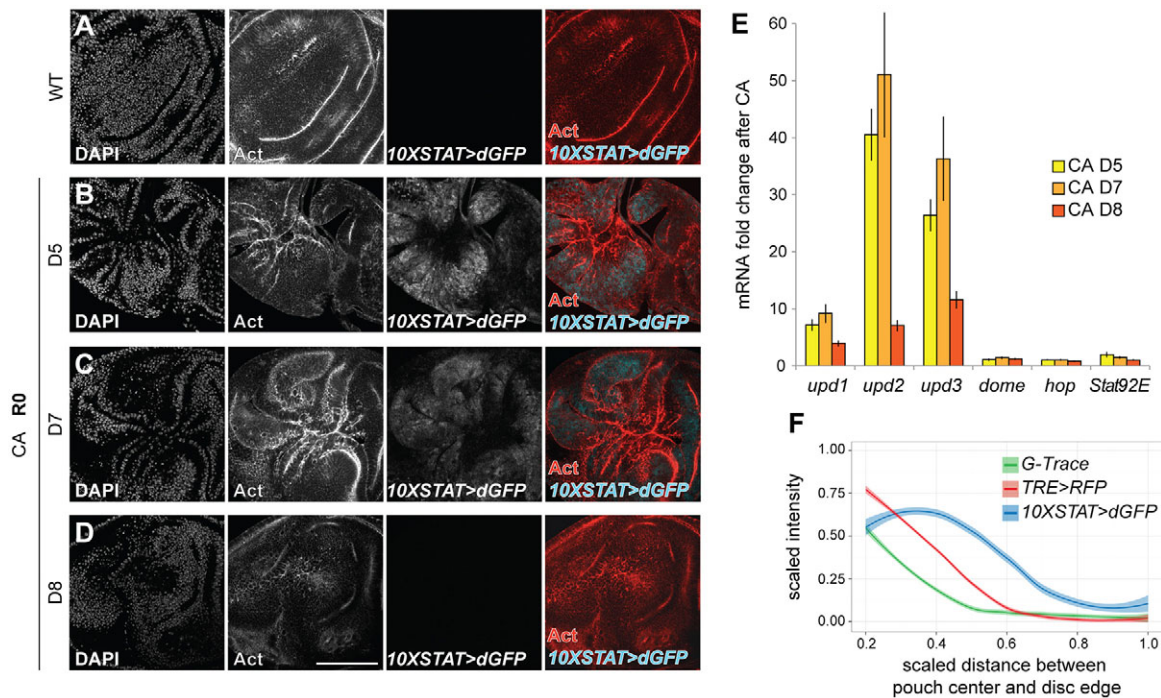 A
WT
DAPI
Act
10XSTAT>dGFP
Act
10XSTAT>dGFP
B
D5
DAPI
Act
10XSTAT>dGFP
Act
10XSTAT>dGFP
CA R0
C
D7
DAPI
Act
10XSTAT>dGFP
Act
10XSTAT>dGFP
D
D8
DAPI
Act
10XSTAT>dGFP
Act
10XSTAT>dGFP
E
mRNA fold change after CA
60
50
40
30
20
10
0
CA D5
CA D7
CA D8
upd1 upd2 upd3 dome hop Stat92E
F
scaled intensity
1.00
0.75
0.50
0.25
0.00
G-Trace
TRE>RFP
10XSTAT>dGFP
0.2 0.4 0.6 0.8 1.0
scaled distance between
pouch center and disc edge